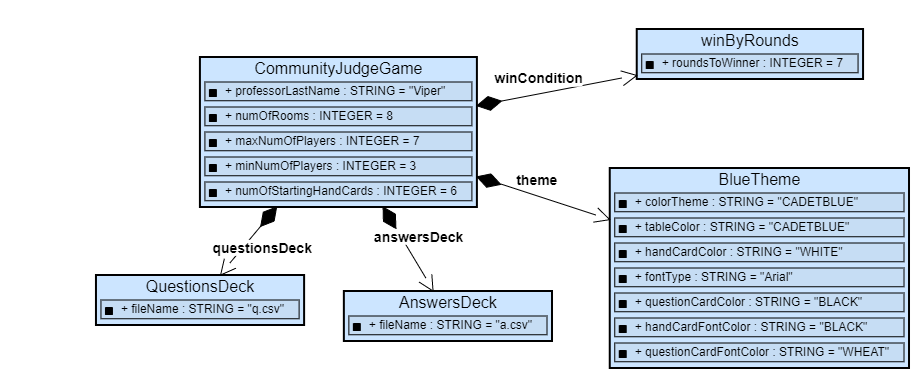 winByRounds
+ roundsToWinner : INTEGER = 7
CommunityJudgeGame
+ professorLastName : STRING = "Viper"
+ numOfRooms : INTEGER = 8
+ maxNumOfPlayers : INTEGER = 7
+ minNumOfPlayers : INTEGER = 3
+ numOfStartingHandCards : INTEGER = 6
winCondition
theme
BlueTheme
+ colorTheme : STRING = "CADETBLUE"
+ tableColor : STRING = "CADETBLUE"
+ handCardColor : STRING = "WHITE"
+ fontType : STRING = "Arial"
+ questionCardColor : STRING = "BLACK"
+ handCardFontColor : STRING = "BLACK"
+ questionCardFontColor : STRING = "WHEAT"
questionsDeck
answersDeck
QuestionsDeck
+ fileName : STRING = "q.csv"
AnswersDeck
+ fileName : STRING = "a.csv"